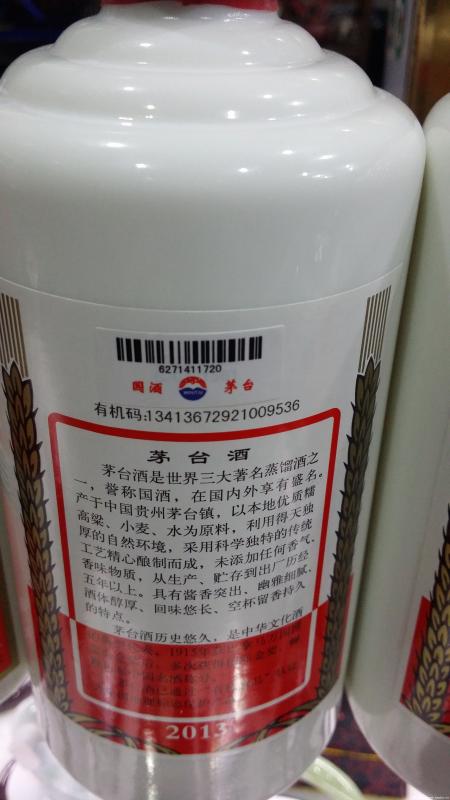 6271411720
国酒 茅台
有机码:13413672921009536
茅台酒
茅台酒是世界三大著名蒸馏酒之
一，誉称国酒，在国内外享有盛名。
产于中国贵州茅台镇，以本地优质糯
高粱、小麦、水为原料，利用得天独
厚的自然环境，采用科学独特的传统
工艺精心酿制而成，未添加任何香气、
香味物质，从生产、贮存到出厂历经
五年以上。具有酱香突出、幽雅细腻、
酒体醇厚、回味悠长、空杯留香持久
的特点。
茅台酒历史悠久，是中华文化酒
2013